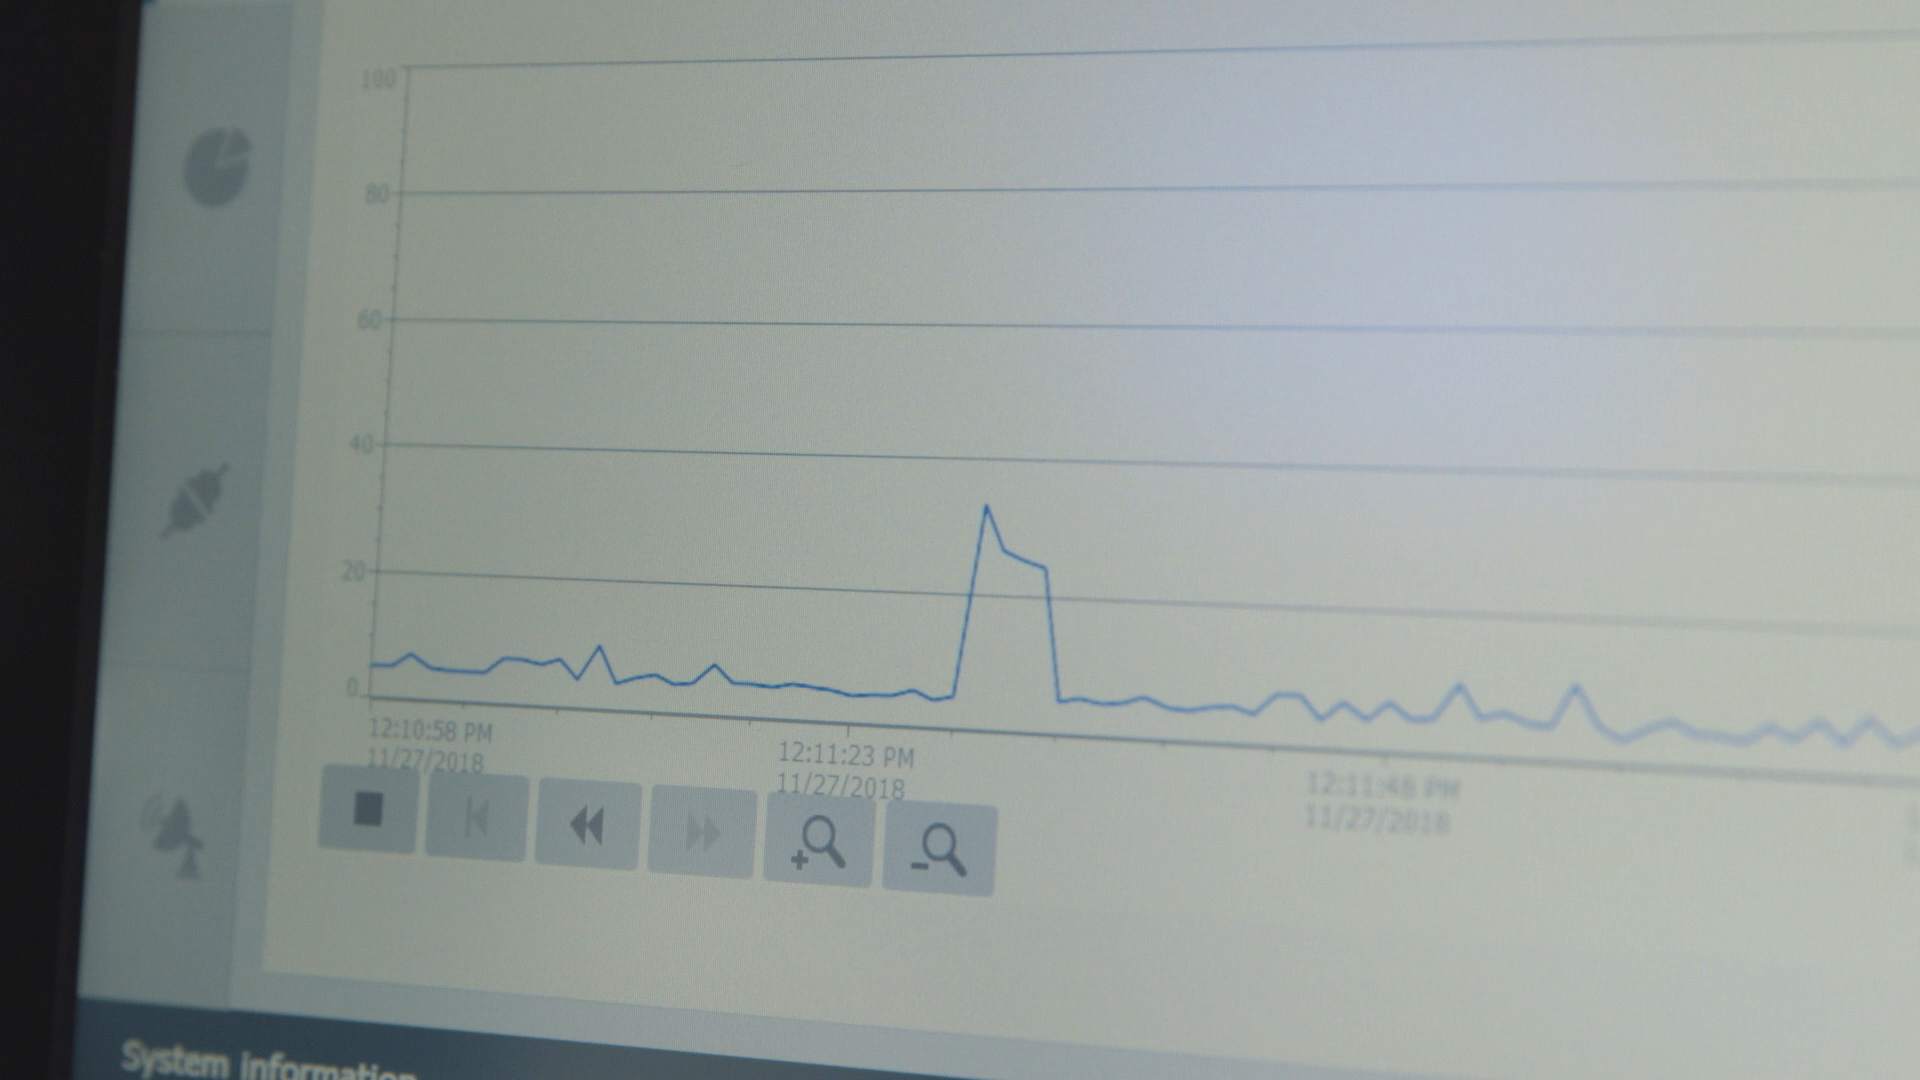 100
80
60
40
20
0
12:10:58 PM
11/27/2018
12:11:23 PM
11/27/2018
12:11:48 PM
11/27/2018
System information